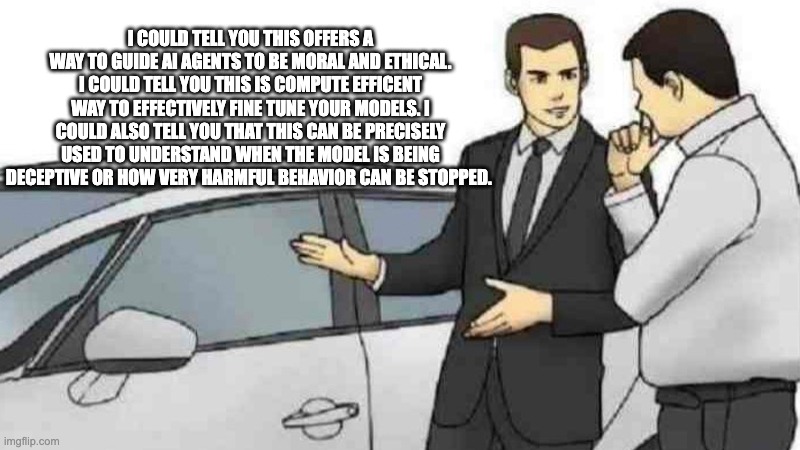 I COULD TELL YOU THIS OFFERS A
WAY TO GUIDE AI AGENTS TO BE MORAL AND ETHICAL.
I COULD TELL YOU THIS IS COMPUTE EFFICENT
WAY TO EFFECTIVELY FINE TUNE YOUR MODELS. I
COULD ALSO TELL YOU THAT THIS CAN BE PRECISELY
USED TO UNDERSTAND WHEN THE MODEL IS BEING
DECEPTIVE OR HOW VERY HARMFUL BEHAVIOR CAN BE STOPPED.
imgflip.com